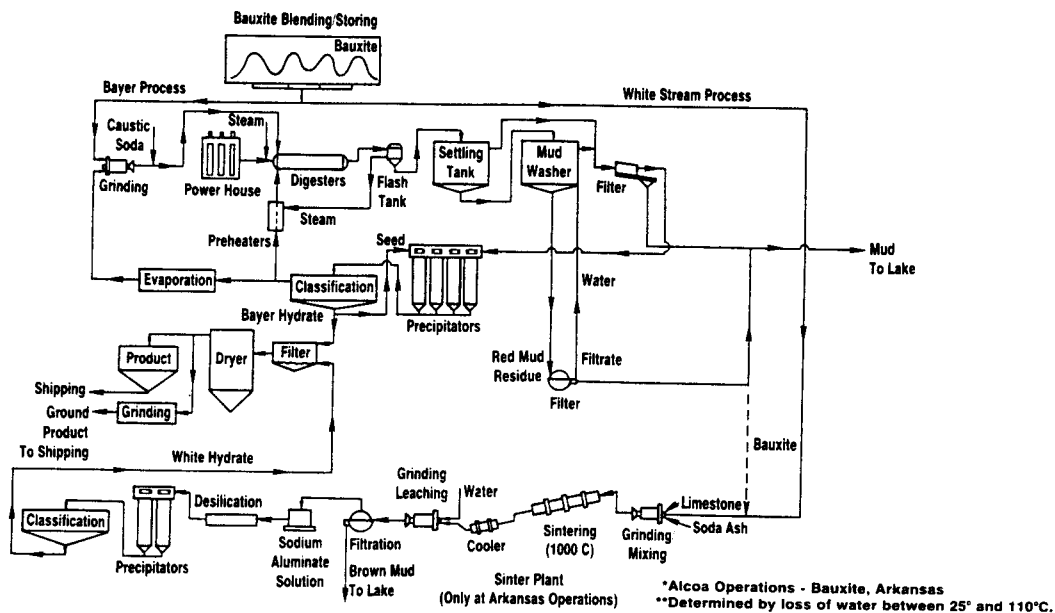 Bauxite Blending/Storing
Bauxite
Bayer Process
White Stream Process
Caustic
Soda
Steam
Grinding
Power House
Digesters
Flash
Tank
Settling
Tank
Mud
Washer
Filter
Steam
Preheaters
Seed
Mud
To Lake
Evaporation
Classification
Water
Bayer Hydrate
Precipitators
Product
Dryer
Filter
Red Mud
Residue
Filtrate
Filter
Shipping
Grinding
Ground
Product
To Shipping
White Hydrate
Bauxite
Grinding
Leaching
Water
Desilication
Limestone
Soda Ash
Classification
Precipitators
Sodium
Aluminate
Solution
Filtration
Cooler
Sintering
(1000 C)
Grinding
Mixing
Brown Mud
To Lake
Sinter Plant
(Only at Arkansas Operations)
*Alcoa Operations - Bauxite, Arkansas
**Determined by loss of water between 25° and 110°C.